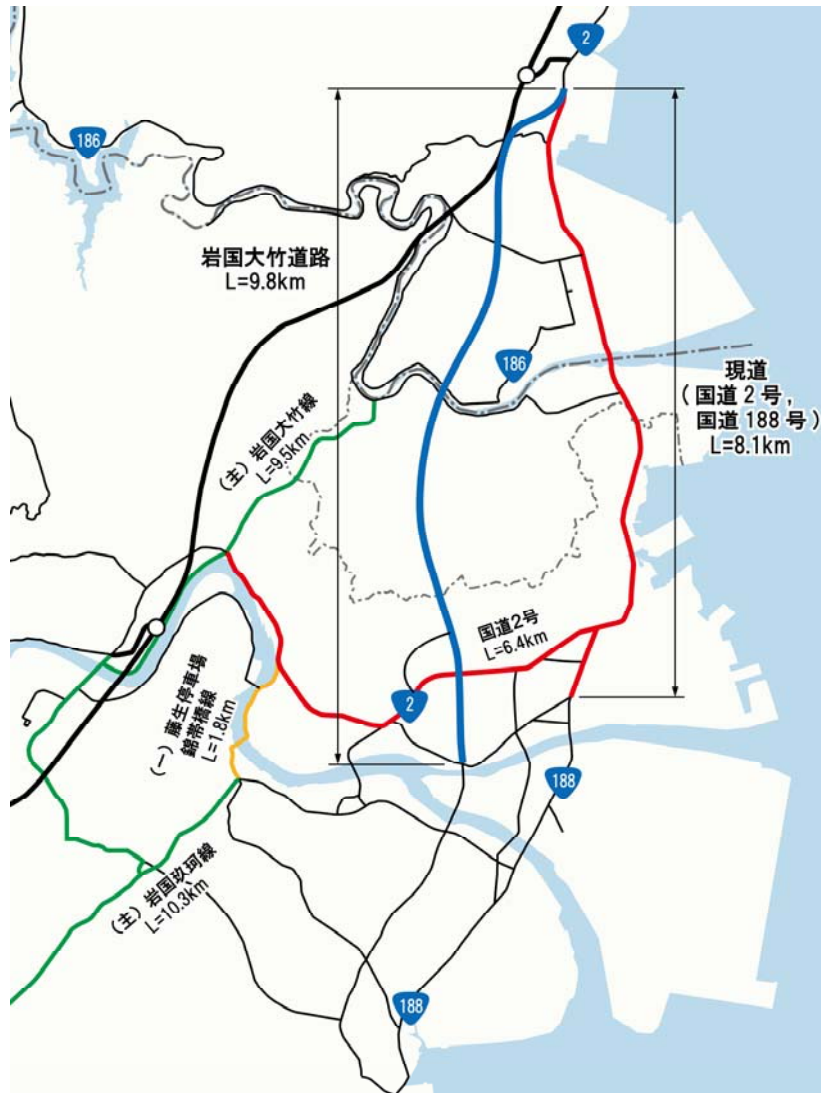 2
186
岩国大竹道路
L=9.8km
186
現道
(国道2号,
国道188号)
L=8.1km
(主)岩国大竹線
L=9.5km
国道2号
L=6.4km
2
(一)藤生停車場
錦帯橋線
L=1.8km
188
(主)岩国玖珂線
L=10.3km
188